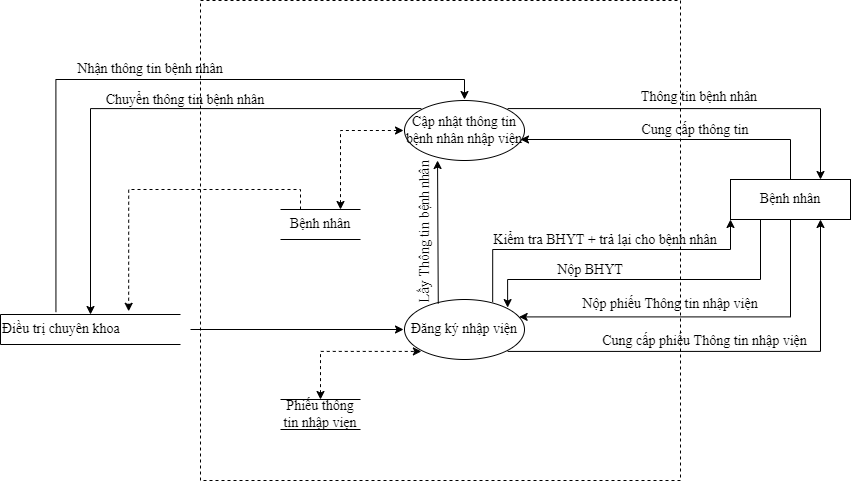 Nhận thông tin bệnh nhân
Chuyển thông tin bệnh nhân
Thông tin bệnh nhân
Cập nhật thông tin
bệnh nhân nhập viện
Cung cấp thông tin
Lấy Thông tin bệnh nhân
Bệnh nhân
Bệnh nhân
Kiểm tra BHYT + trả lại cho bệnh nhân
Nộp BHYT
Nộp phiếu Thông tin nhập viện
Điều trị chuyên khoa
Đăng ký nhập viện
Cung cấp phiếu Thông tin nhập viện
Phiếu thông
tin nhập viện